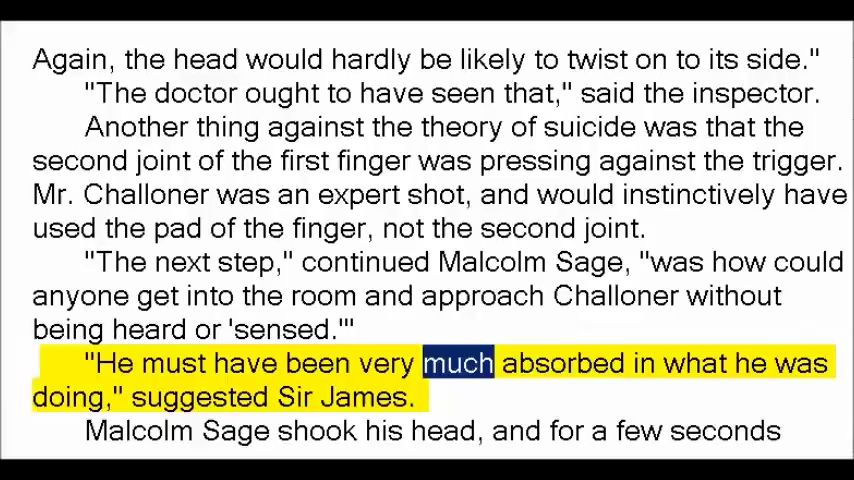 Again, the head would hardly be likely to twist on to its side."
"The doctor ought to have seen that," said the inspector.
Another thing against the theory of suicide was that the
second joint of the first finger was pressing against the trigger.
Mr. Challoner was an expert shot, and would instinctively have
used the pad of the finger, not the second joint.
"The next step," continued Malcolm Sage, "was how could
anyone get into the room and approach Challoner without
being heard or 'sensed.'"
"He must have been very much absorbed in what he was
doing," suggested Sir James.
Malcolm Sage shook his head, and for a few seconds